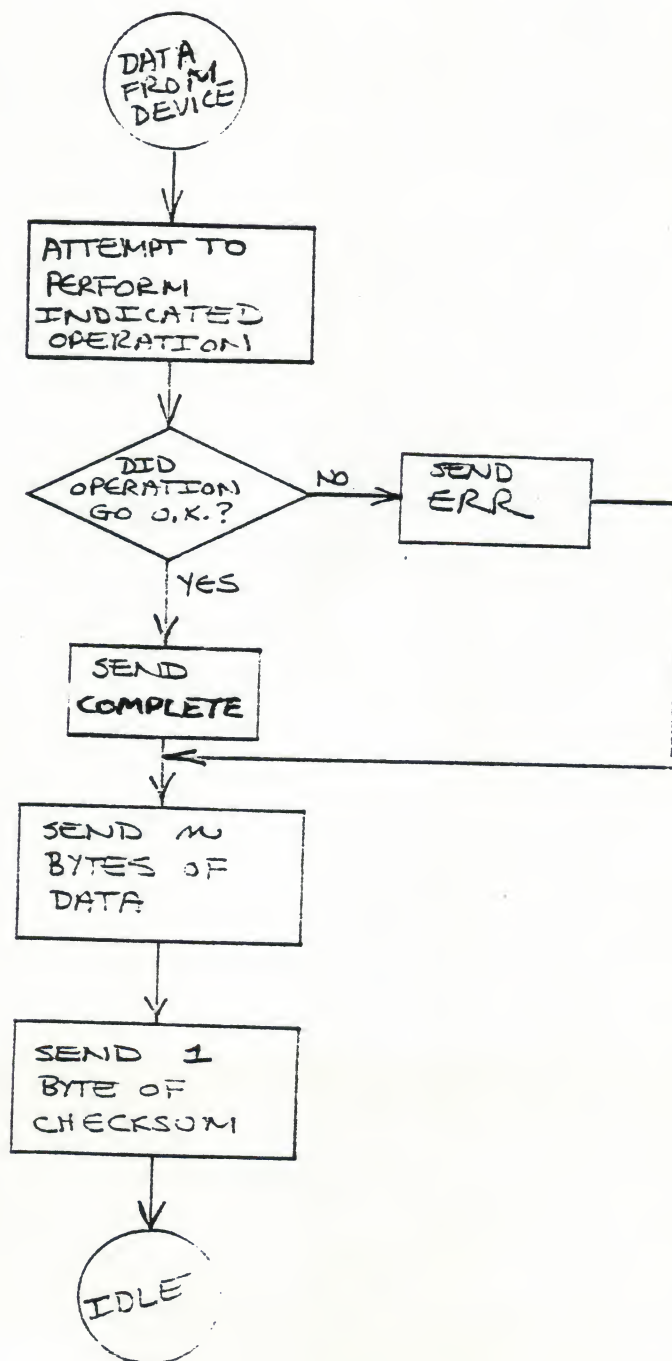 DATA
FROM
DEVICE
ATTEMPT TO
PERFORM
INDICATED
OPERATION
DID
OPERATION
GO O.K.?
NO
SEND
ERR
YES
SEND
COMPLETE
SEND n
BYTES OF
DATA
SEND 1
BYTE OF
CHECKSUM
IDLE